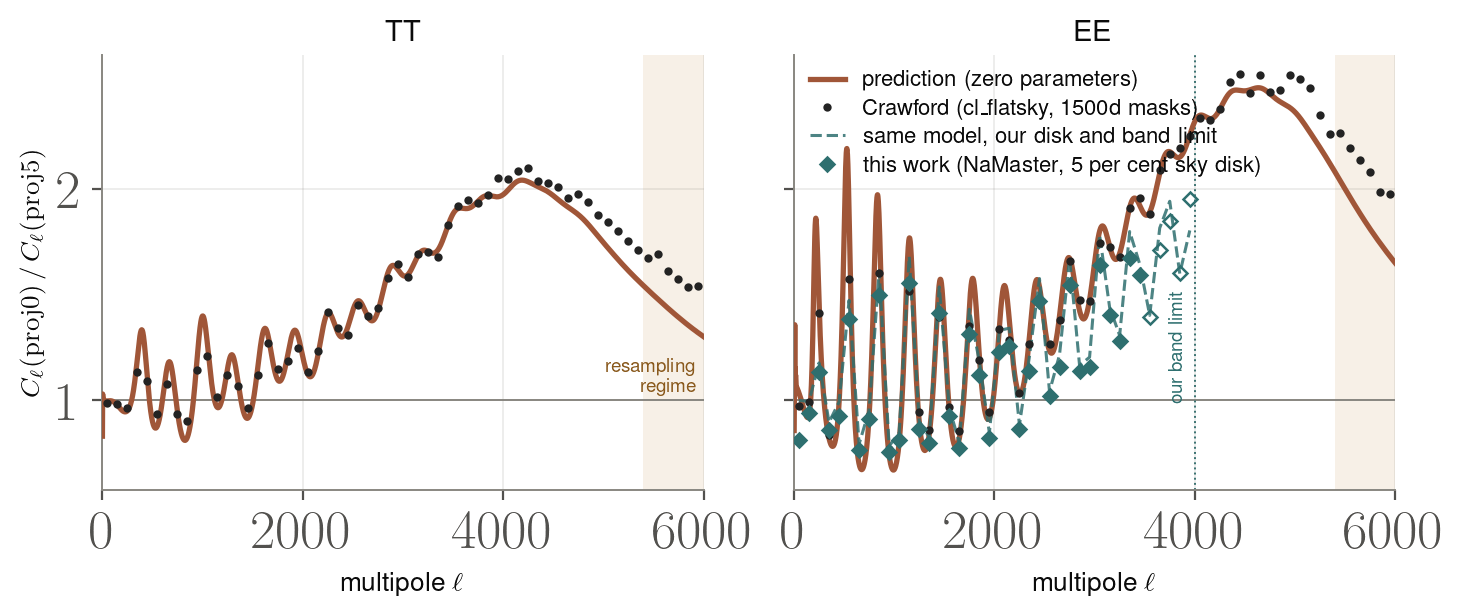 TT
EE
C_ℓ(proj0) / C_ℓ(proj5)
2
1
prediction (zero parameters)
Crawford (cl_flatsky, 1500d masks)
same model, our disk and band limit
this work (NaMaster, 5 per cent sky disk)
resampling
regime
our band limit
0 2000 4000 6000
0 2000 4000 6000
multipole ℓ
multipole ℓ